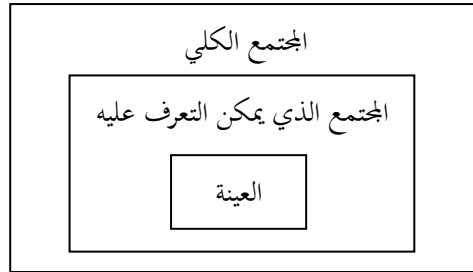 المجتمع الكلي
المجتمع الذي يمكن التعرف عليه
العينة